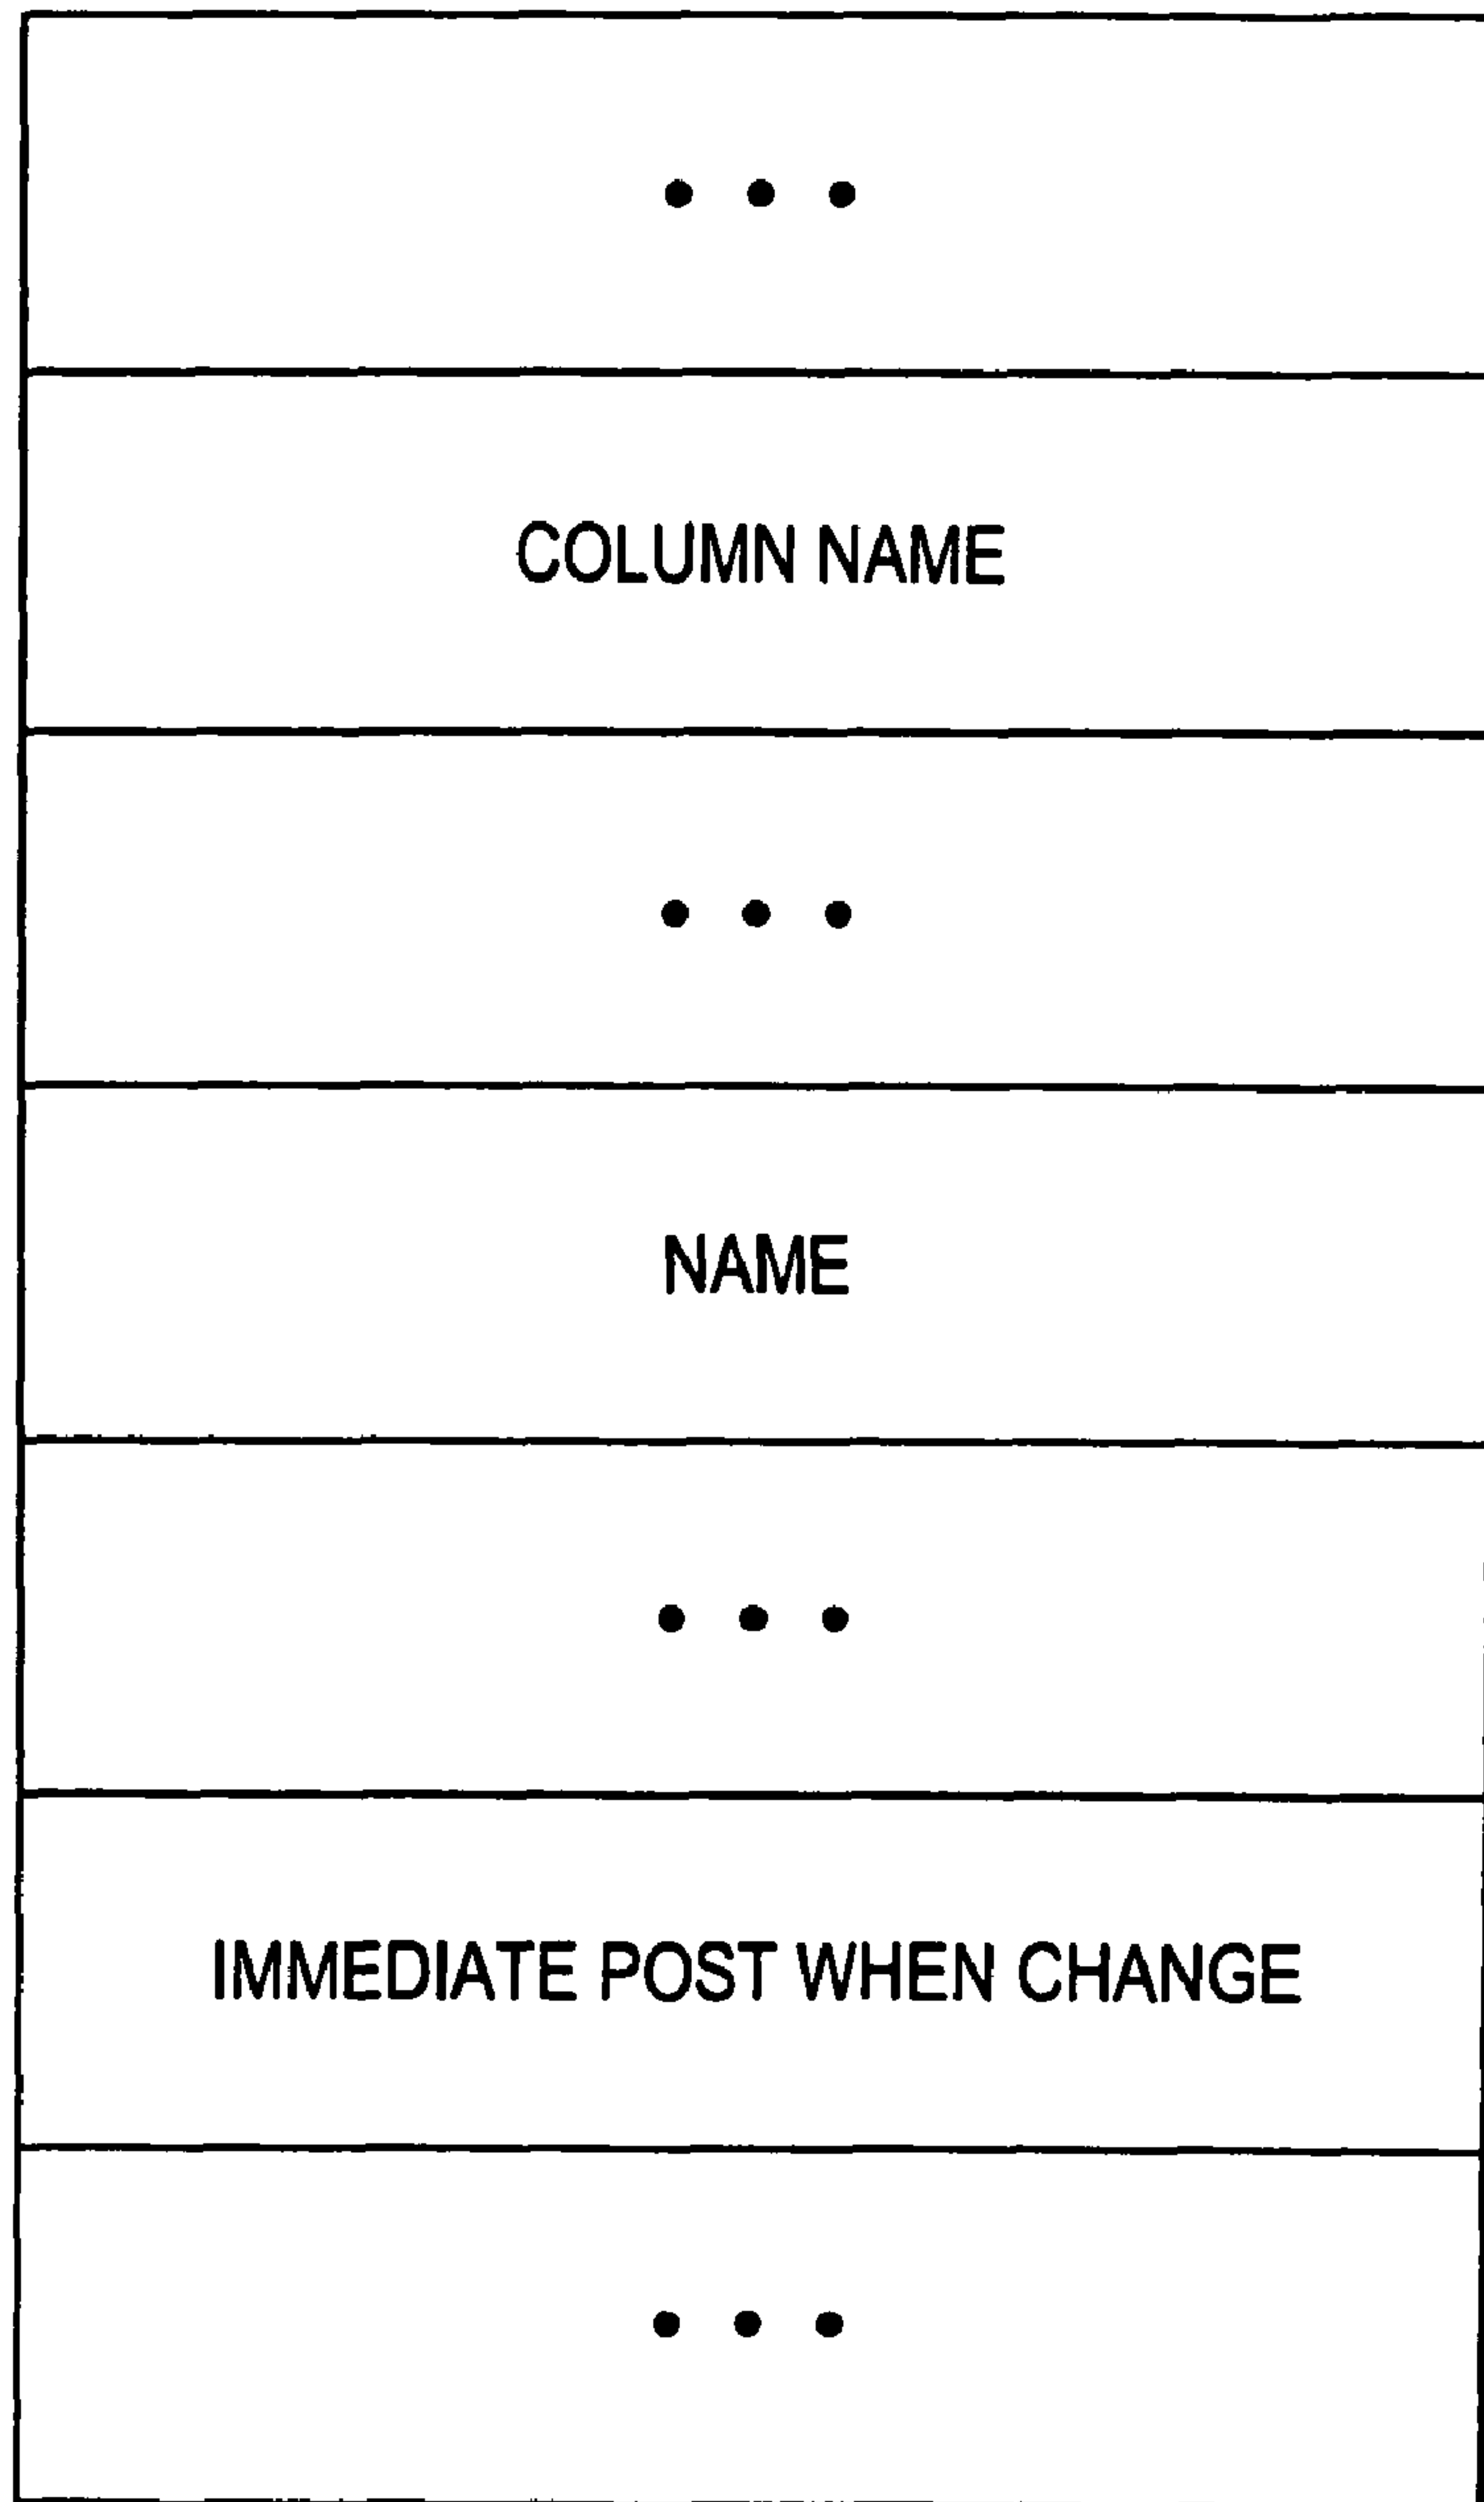 • • •
COLUMN NAME
• • •
NAME
• • •
IMMEDIATE POST WHEN CHANGE
• • •